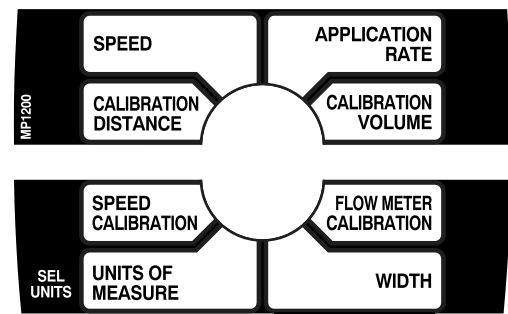 SPEED
APPLICATION
RATE
CALIBRATION
DISTANCE
CALIBRATION
VOLUME
MP1200
SPEED
CALIBRATION
FLOW METER
CALIBRATION
SEL
UNITS
UNITS OF
MEASURE
WIDTH